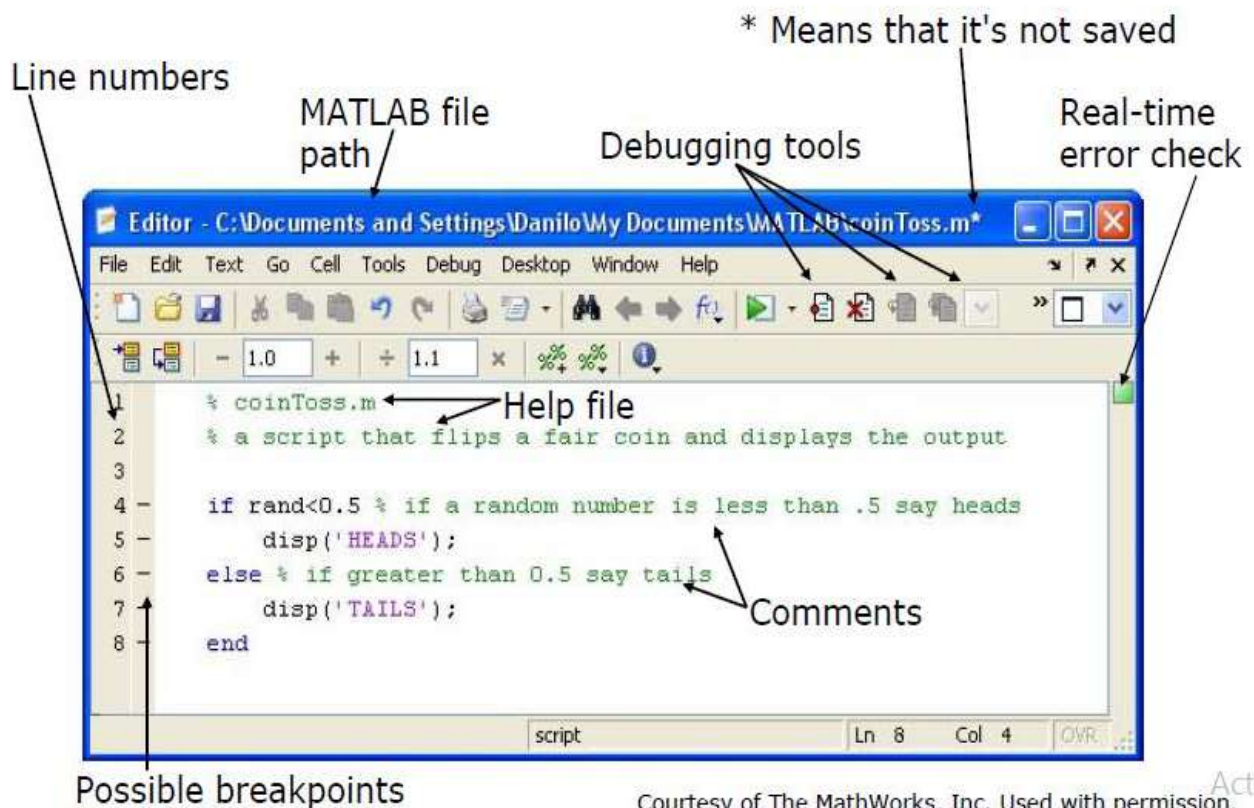 * Means that it's not saved
Line numbers
MATLAB file
path
Debugging tools
Real-time
error check
Editor - C:\Documents and Settings\Danilo\My Documents\MATLAB\coinToss.m*
File Edit Text Go Cell Tools Debug Desktop Window Help
- 1.0 + ÷ 1.1 ×
1 % coinToss.m
Help file
2 % a script that flips a fair coin and displays the output
3
4 - if rand<0.5 % if a random number is less than .5 say heads
5 - disp('HEADS');
6 - else % if greater than 0.5 say tails
7 - disp('TAILS');
Comments
8 - end
script Ln 8 Col 4 OVR
Possible breakpoints
Courtesy of The MathWorks, Inc. Used with permission.
Act